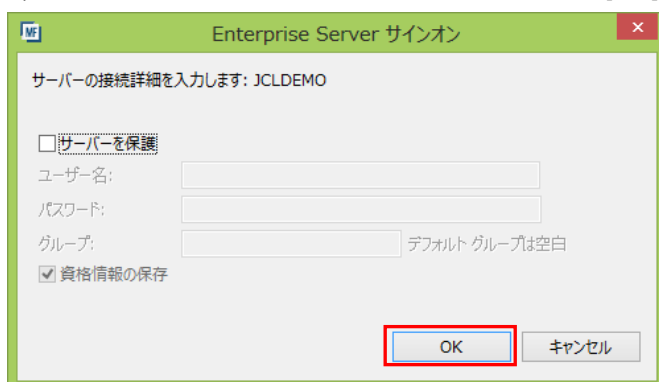 MF
Enterprise Server サインオン
サーバーの接続詳細を入力します: JCLDEMO
サーバーを保護
ユーザー名:
パスワード:
グループ: デフォルト グループは空白
資格情報の保存
OK キャンセル